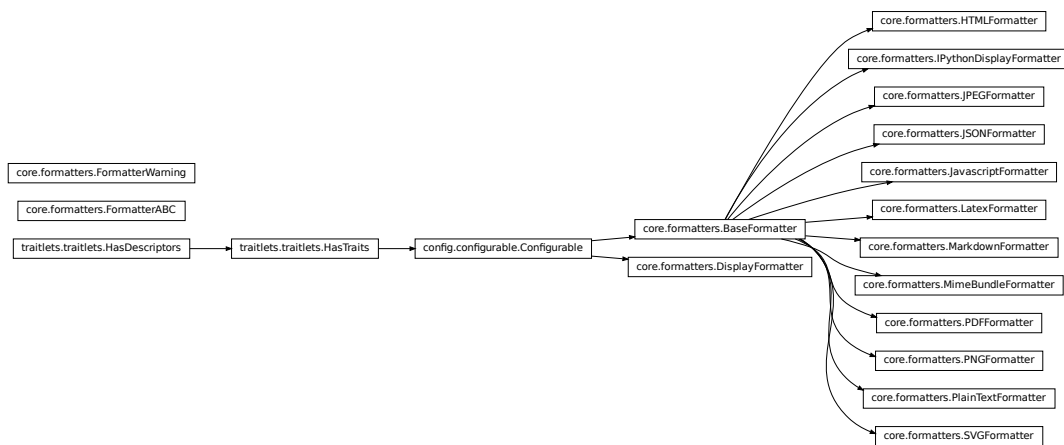 core.formatters.HTMLFormatter
core.formatters.IPythonDisplayFormatter
core.formatters.JPEGFormatter
core.formatters.JSONFormatter
core.formatters.FormatterWarning
core.formatters.JavascriptFormatter
core.formatters.FormatterABC
core.formatters.LatexFormatter
core.formatters.BaseFormatter
traitlets.traitlets.HasDescriptors
traitlets.traitlets.HasTraits
config.configurable.Configurable
core.formatters.MarkdownFormatter
core.formatters.DisplayFormatter
core.formatters.MimeBundleFormatter
core.formatters.PDFFormatter
core.formatters.PNGFormatter
core.formatters.PlainTextFormatter
core.formatters.SVGFormatter